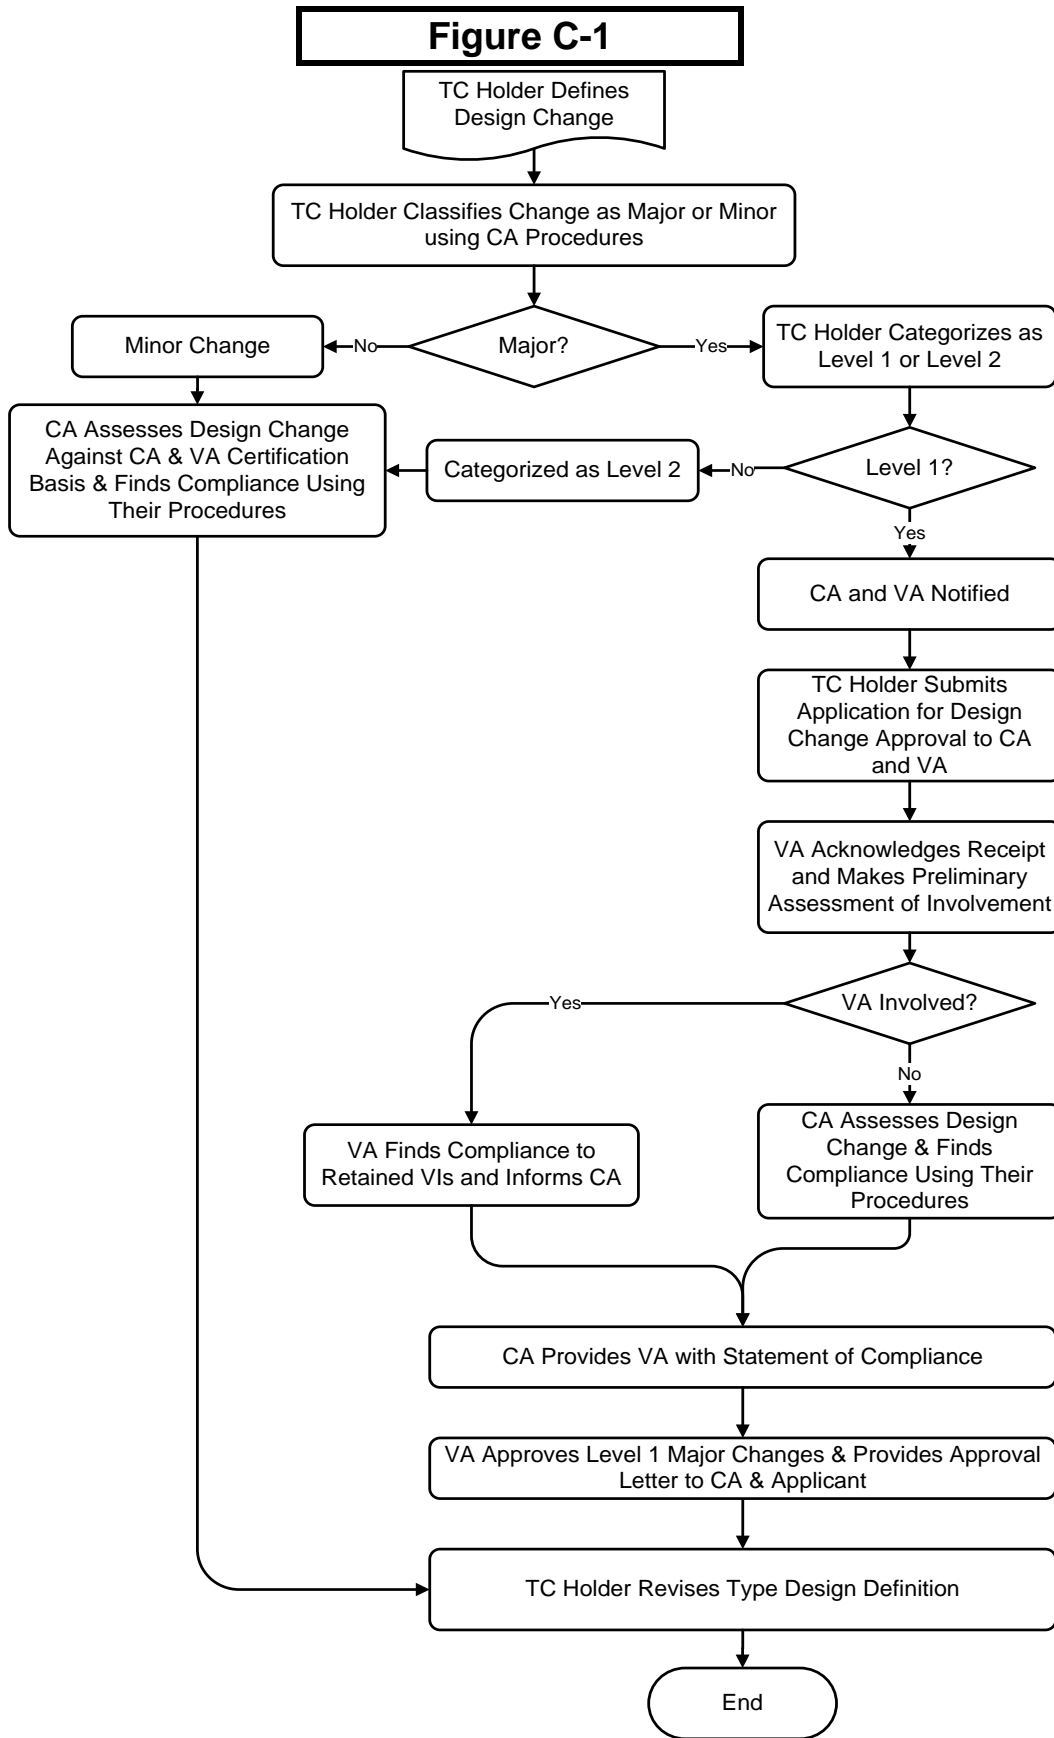 Figure C-1
TC Holder Defines
Design Change
TC Holder Classifies Change as Major or Minor
using CA Procedures
Minor Change
No
Major?
Yes
TC Holder Categorizes as
Level 1 or Level 2
CA Assesses Design Change
Against CA & VA Certification
Basis & Finds Compliance Using
Their Procedures
Categorized as Level 2
No
Level 1?
Yes
CA and VA Notified
TC Holder Submits
Application for Design
Change Approval to CA
and VA
VA Acknowledges Receipt
and Makes Preliminary
Assessment of Involvement
Yes
VA Involved?
No
VA Finds Compliance to
Retained VIs and Informs CA
CA Assesses Design
Change & Finds
Compliance Using Their
Procedures
CA Provides VA with Statement of Compliance
VA Approves Level 1 Major Changes & Provides Approval
Letter to CA & Applicant
TC Holder Revises Type Design Definition
End